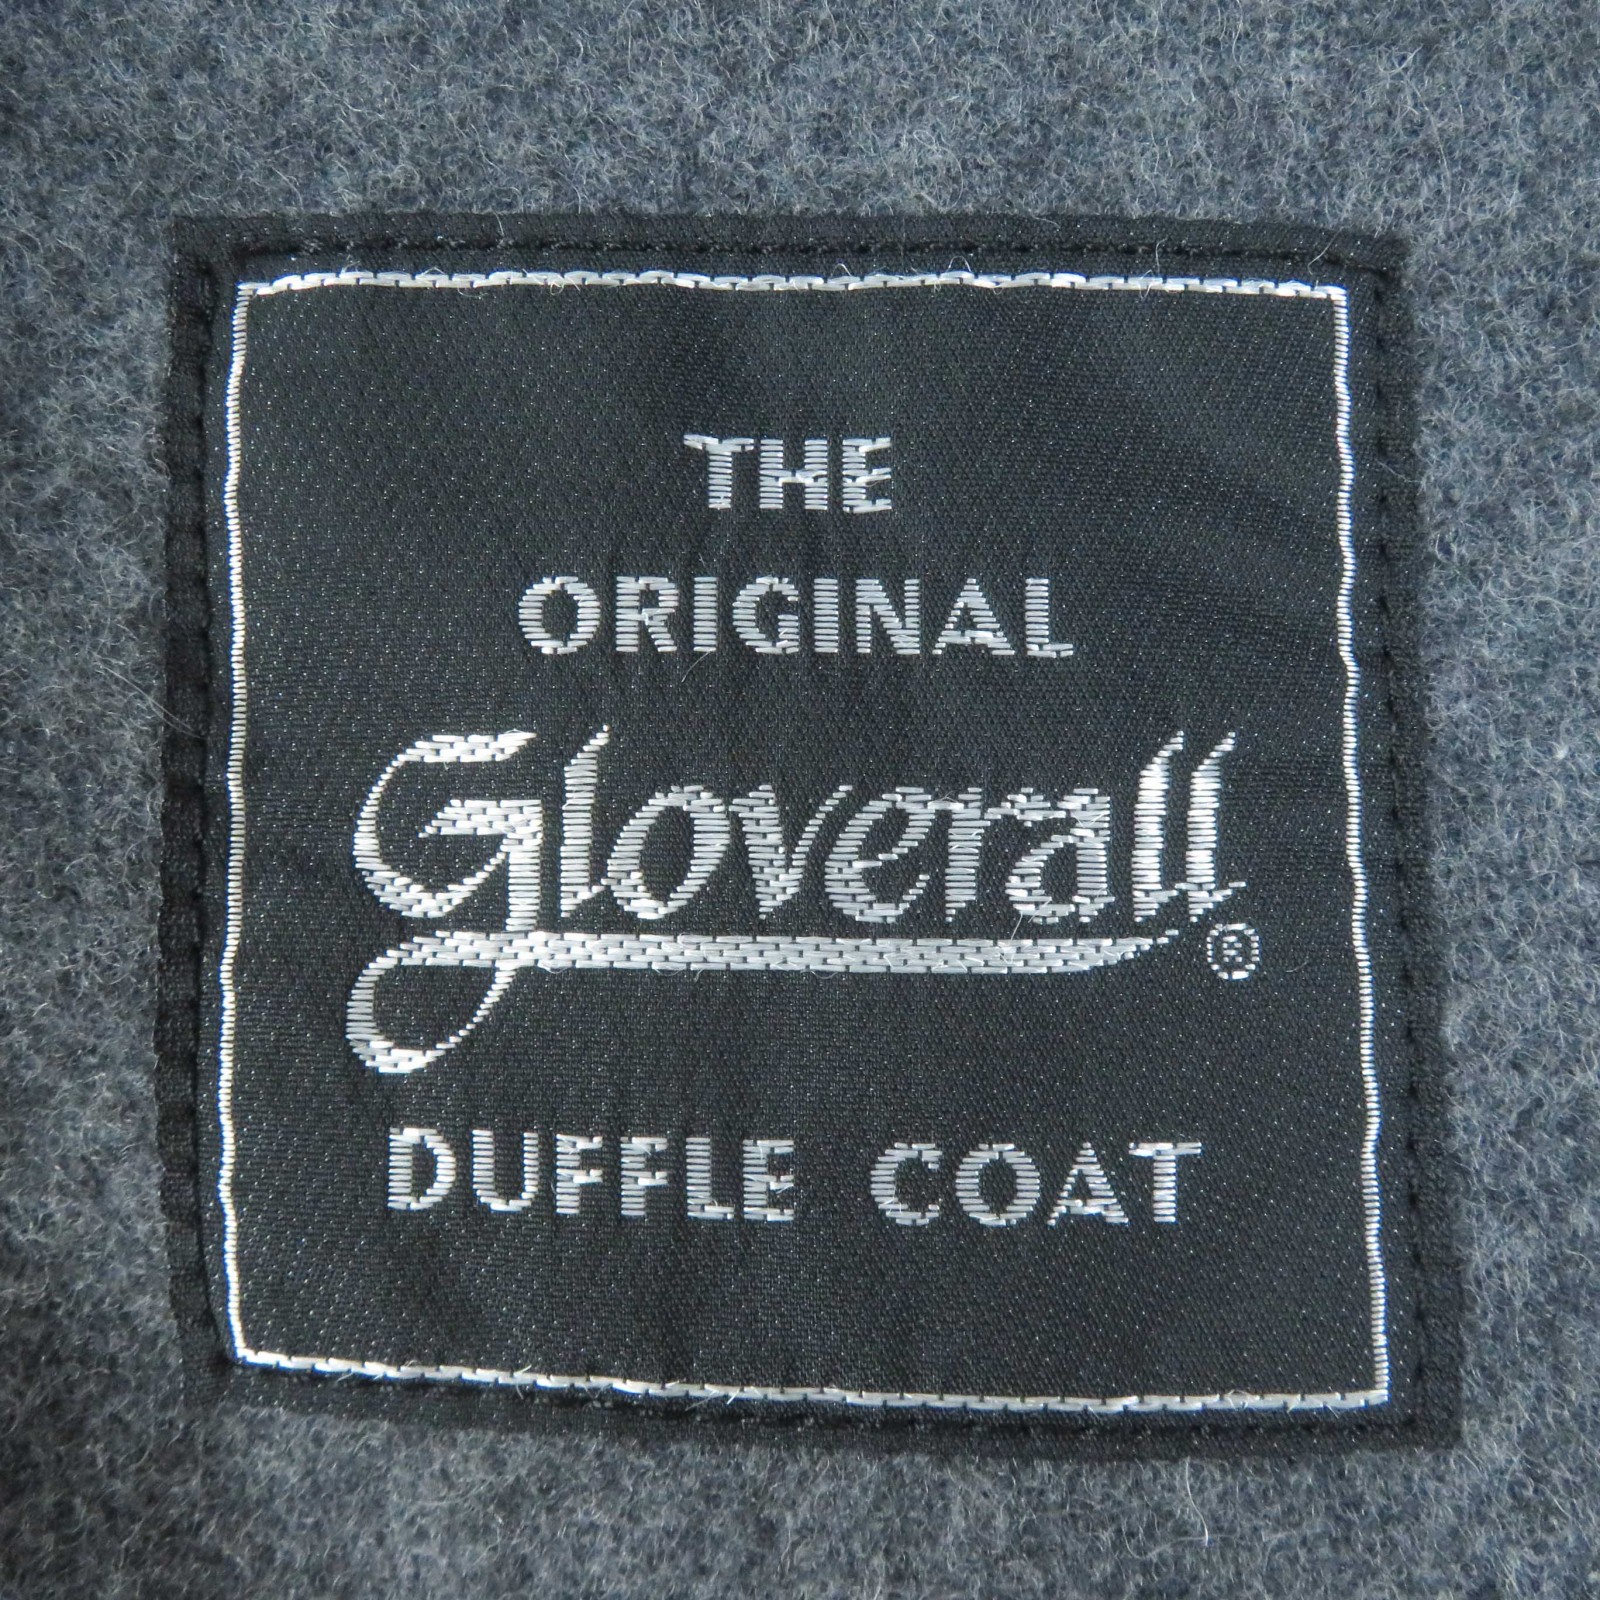 THE
ORIGINAL
Gloverall®
DUFFLE COAT